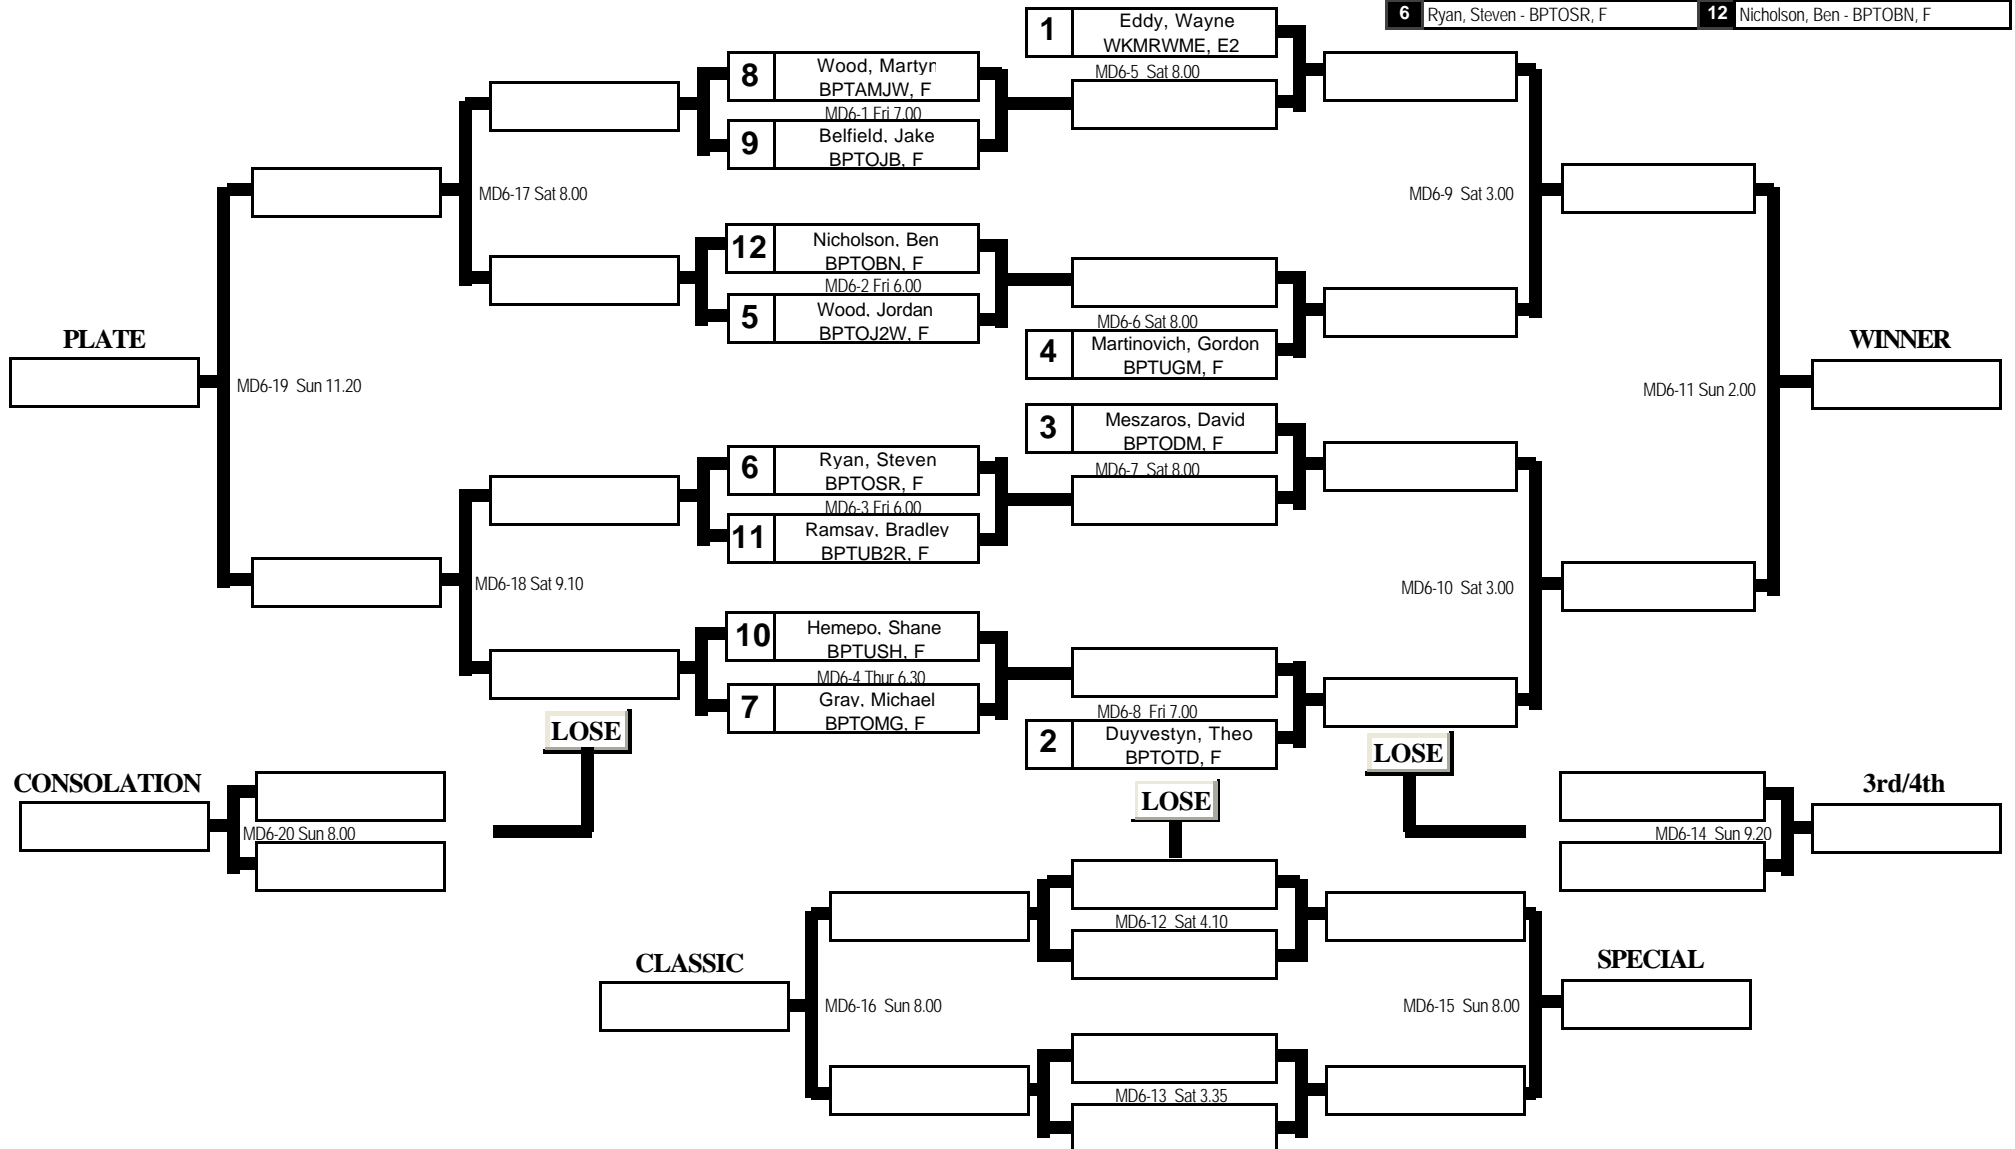 6 Ryan, Steven - BPTOSR, F 12 Nicholson, Ben - BPTOBN, F
1 Eddy, Wayne
WKMRWME, E2
MD6-5 Sat 8.00
8 Wood, Martyn
BPTAMJW, F
MD6-1 Fri 7.00
9 Belfield, Jake
BPTOJB, F
MD6-17 Sat 8.00
MD6-9 Sat 3.00
12 Nicholson, Ben
BPTOBN, F
MD6-2 Fri 6.00
5 Wood, Jordan
BPTOJ2W, F
MD6-6 Sat 8.00
4 Martinovich, Gordon
BPTUGM, F
PLATE
WINNER
MD6-19 Sun 11.20
MD6-11 Sun 2.00
3 Meszaros, David
BPTODM, F
MD6-7 Sat 8.00
6 Ryan, Steven
BPTOSR, F
MD6-3 Fri 6.00
11 Ramsay, Bradley
BPTUB2R, F
MD6-18 Sat 9.10
MD6-10 Sat 3.00
10 Hemepo, Shane
BPTUSH, F
MD6-4 Thur 6.30
7 Gray, Michael
BPTOMG, F
MD6-8 Fri 7.00
2 Duyvestyn, Theo
BPTOTD, F
LOSE
LOSE
LOSE
CONSOLATION
3rd/4th
MD6-20 Sun 8.00
MD6-14 Sun 9.20
MD6-12 Sat 4.10
CLASSIC
SPECIAL
MD6-16 Sun 8.00
MD6-15 Sun 8.00
MD6-13 Sat 3.35